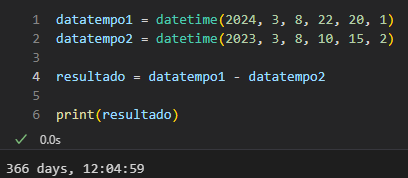 1 datatempo1 = datetime(2024, 3, 8, 22, 20, 1)
2 datatempo2 = datetime(2023, 3, 8, 10, 15, 2)
3
4 resultado = datatempo1 - datatempo2
5
6 print(resultado)
✓ 0.0s
366 days, 12:04:59